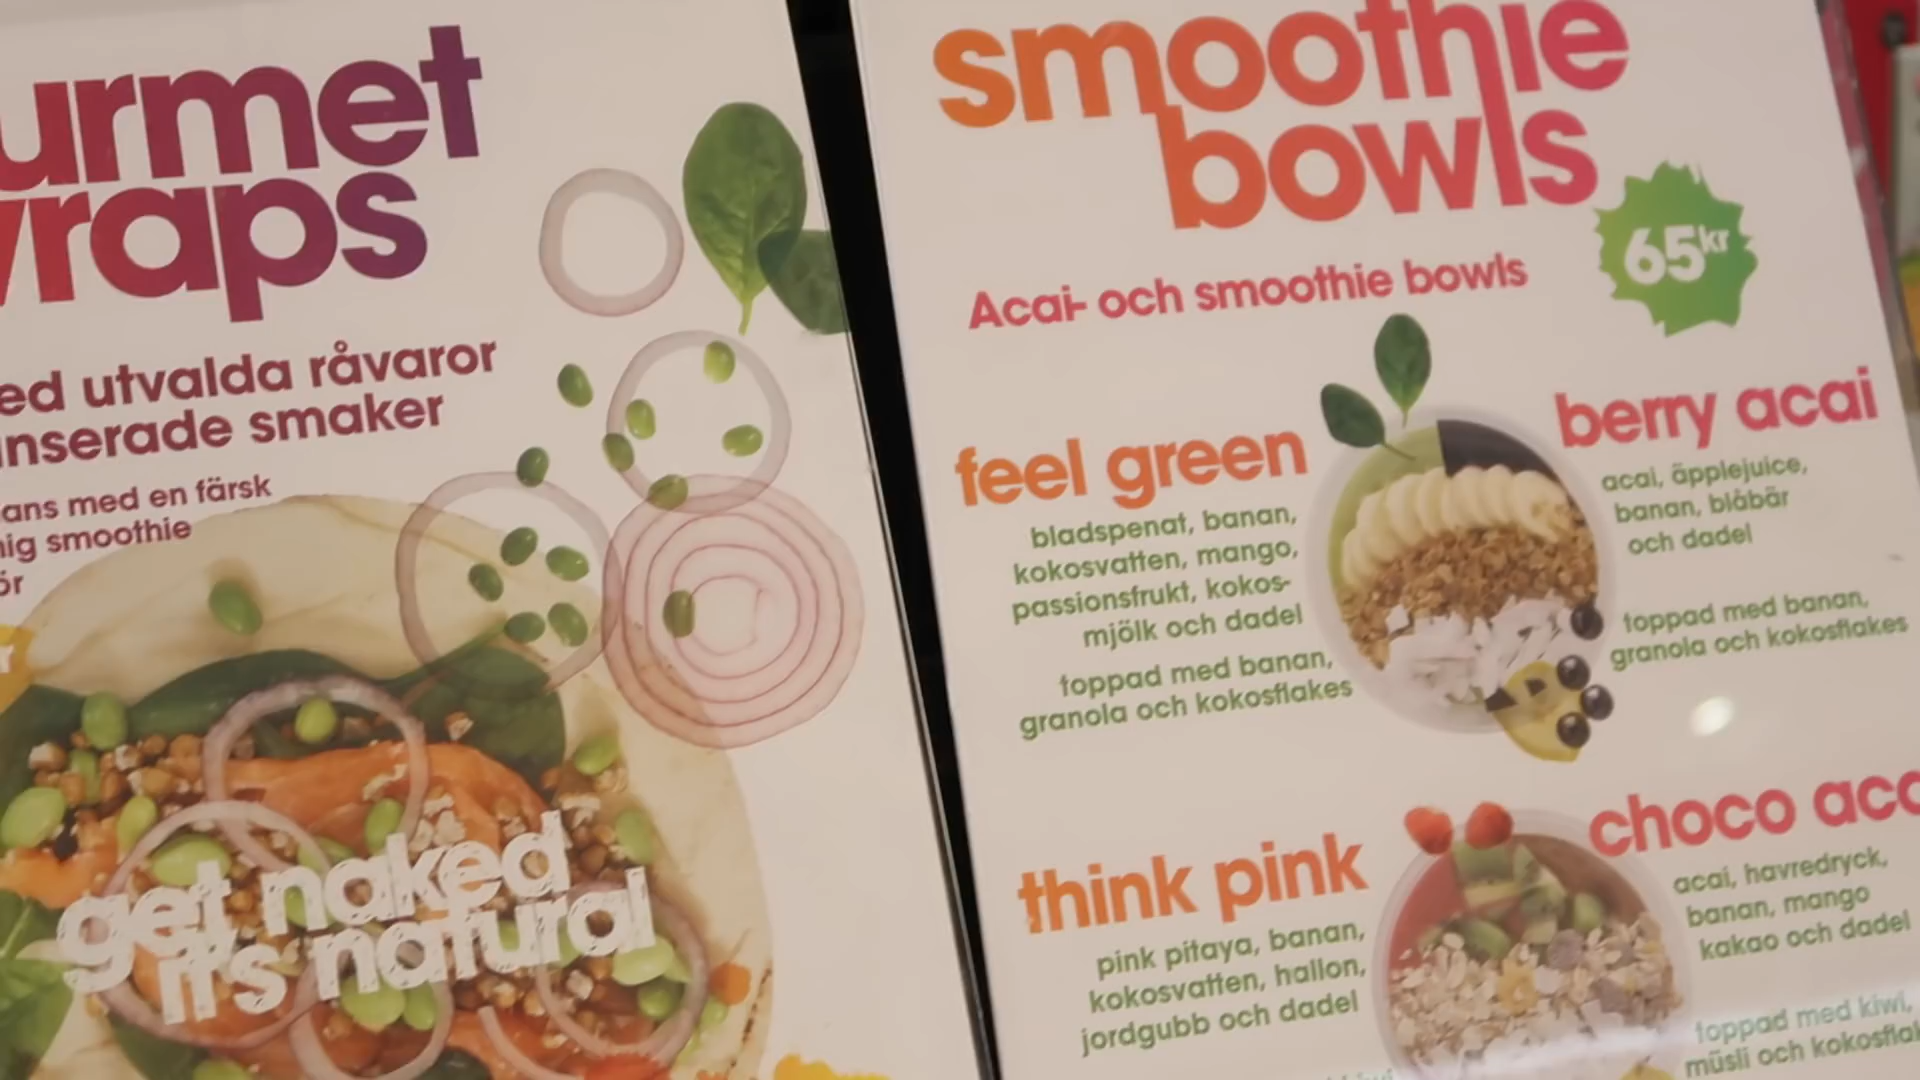 urmet
raps
ed utvalda råvaror
nserade smaker
ans med en färsk
ig smoothie
ör
get naked
it's natural
smoothie
bowls
65kr
Acai- och smoothie bowls
feel green
bladspenat, banan,
kokosvatten, mango,
passionsfrukt, kokos-
mjölk och dadel
toppad med banan,
granola och kokosflakes
berry acai
acai, äpplejuice,
banan, blåbär
och dadel
toppad med banan,
granola och kokosflakes
think pink
pink pitaya, banan,
kokosvatten, hallon,
jordgubb och dadel
choco aca
acai, havredryck,
banan, mango
kakao och dadel
toppad med kiwi,
müsli och kokosfla